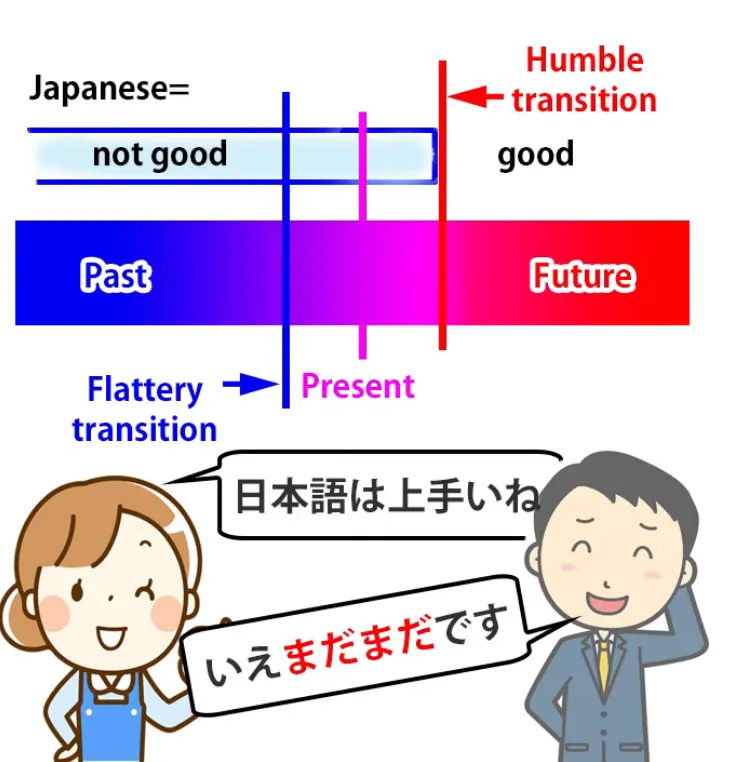 Humble
transition
Japanese=
not good
good
Past
Future
Flattery
transition
Present
日本語は上手いね
いえまだまだです